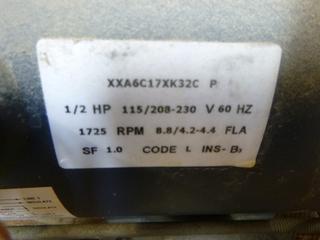 XXA6C17XK32C P
1/2 HP 115/208-230 V 60 HZ
1725 RPM 8.8/4.2-4.4 FLA
SF 1.0 CODE L INS- B3